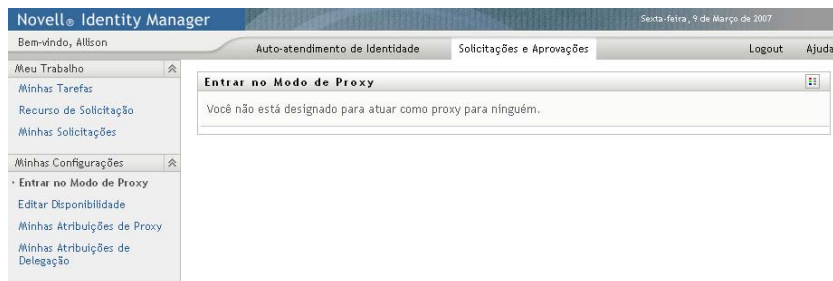 Novell® Identity Manager
Sexta-feira, 9 de Março de 2007
Bem-vindo, Allison
Auto-atendimento de Identidade
Solicitações e Aprovações
Logout
Ajuda
Meu Trabalho
Minhas Tarefas
Recurso de Solicitação
Minhas Solicitações
Minhas Configurações
Entrar no Modo de Proxy
Editar Disponibilidade
Minhas Atribuições de Proxy
Minhas Atribuições de
Delegação
Entrar no Modo de Proxy
Você não está designado para atuar como proxy para ninguém.